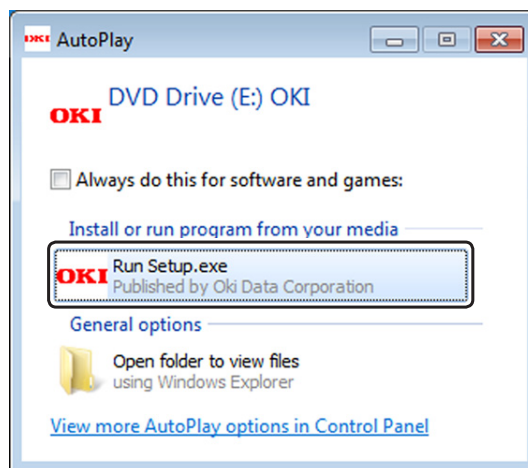 OKI AutoPlay
OKI DVD Drive (E:) OKI
Always do this for software and games:
Install or run program from your media
OKI Run Setup.exe
Published by Oki Data Corporation
General options
Open folder to view files
using Windows Explorer
View more AutoPlay options in Control Panel